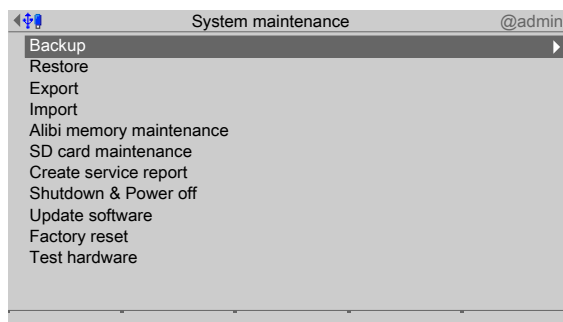 System maintenance @admin
Backup
Restore
Export
Import
Alibi memory maintenance
SD card maintenance
Create service report
Shutdown & Power off
Update software
Factory reset
Test hardware